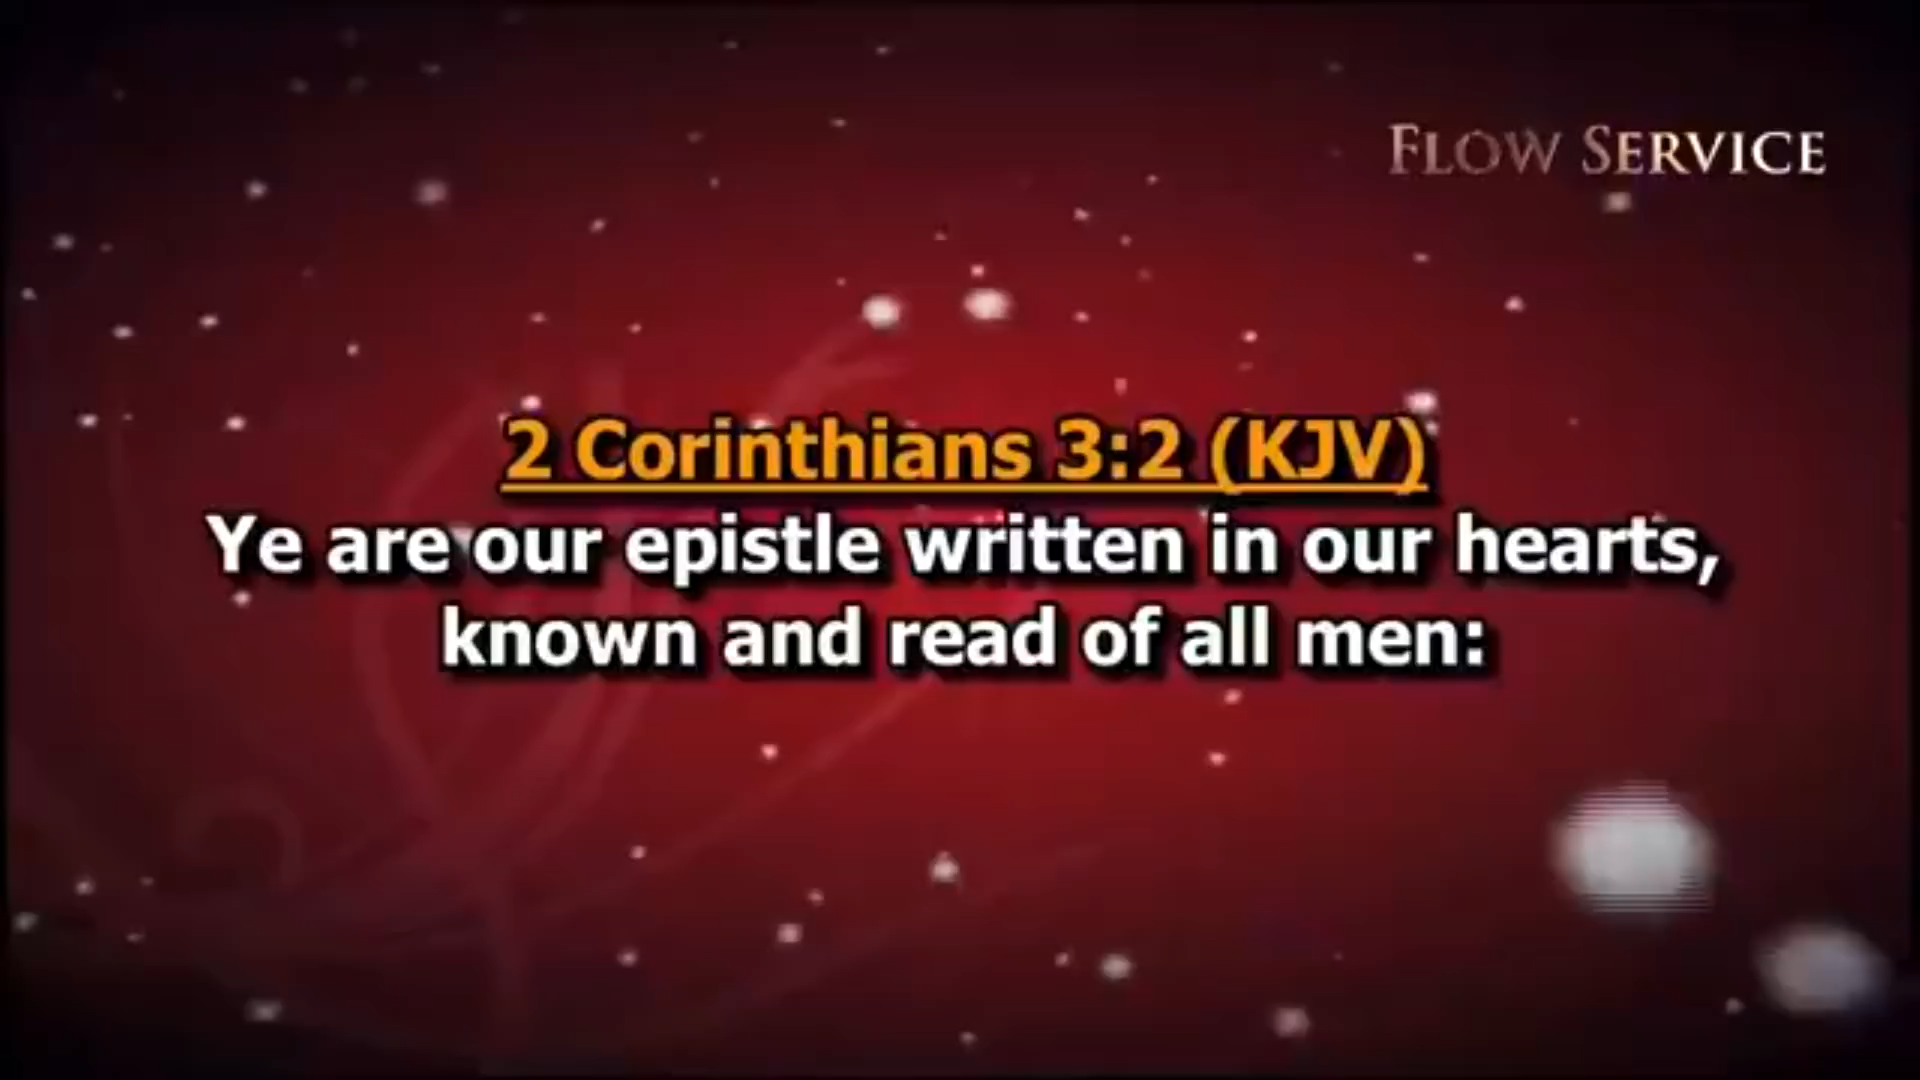 FLOW SERVICE
2 Corinthians 3:2 (KJV)
Ye are our epistle written in our hearts,
known and read of all men: